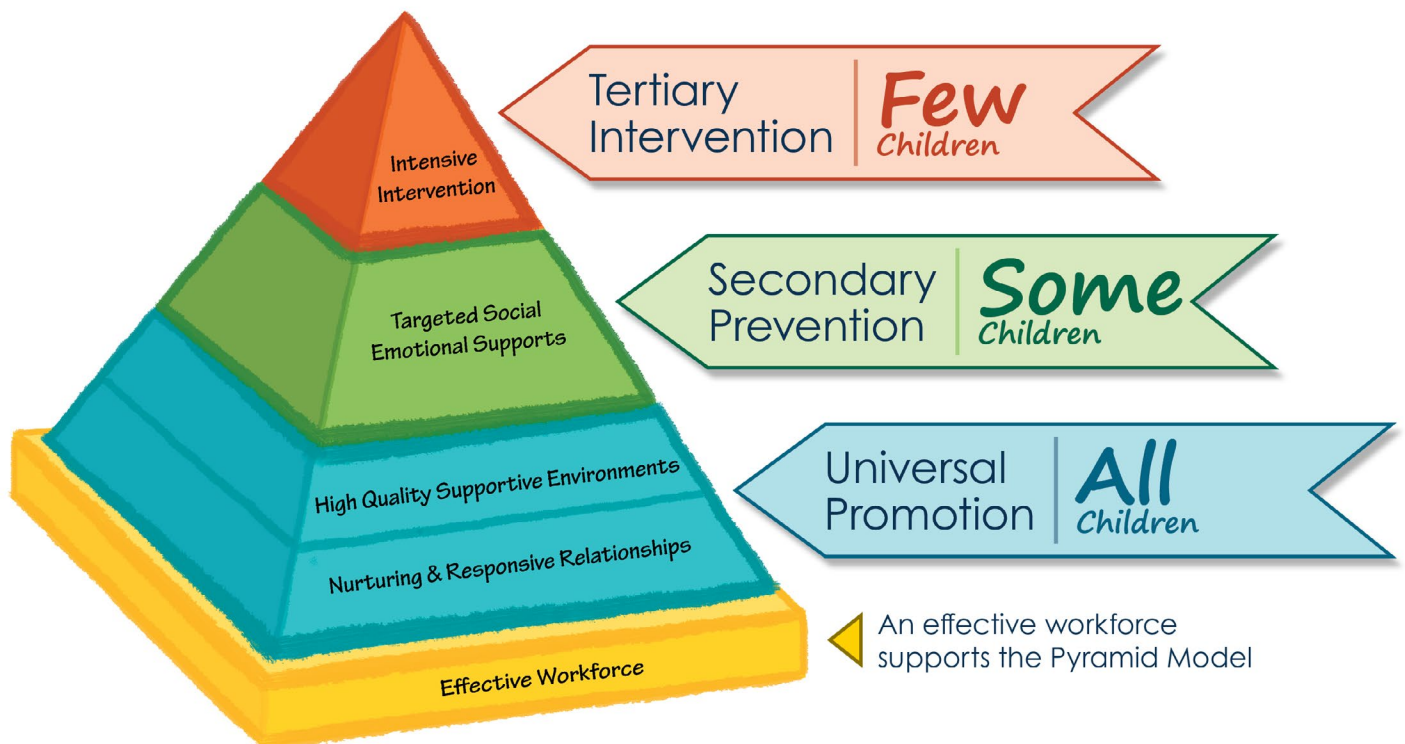 Tertiary
Intervention
Few
Children
Intensive
Intervention
Secondary
Prevention
Some
Children
Targeted Social
Emotional Supports
Universal
Promotion
All
Children
High Quality Supportive Environments
Nurturing & Responsive Relationships
An effective workforce
supports the Pyramid Model
Effective Workforce